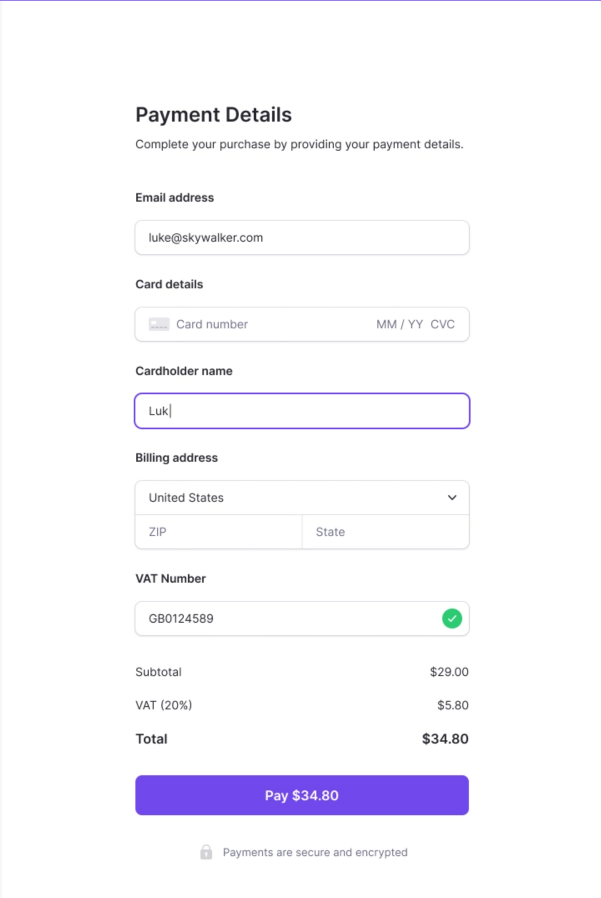 Payment Details
Complete your purchase by providing your payment details.
Email address
luke@skywalker.com
Card details
Card number MM / YY CVC
Cardholder name
Luk
Billing address
United States
ZIP State
VAT Number
GB0124589
Subtotal $29.00
VAT (20%) $5.80
Total $34.80
Pay $34.80
Payments are secure and encrypted